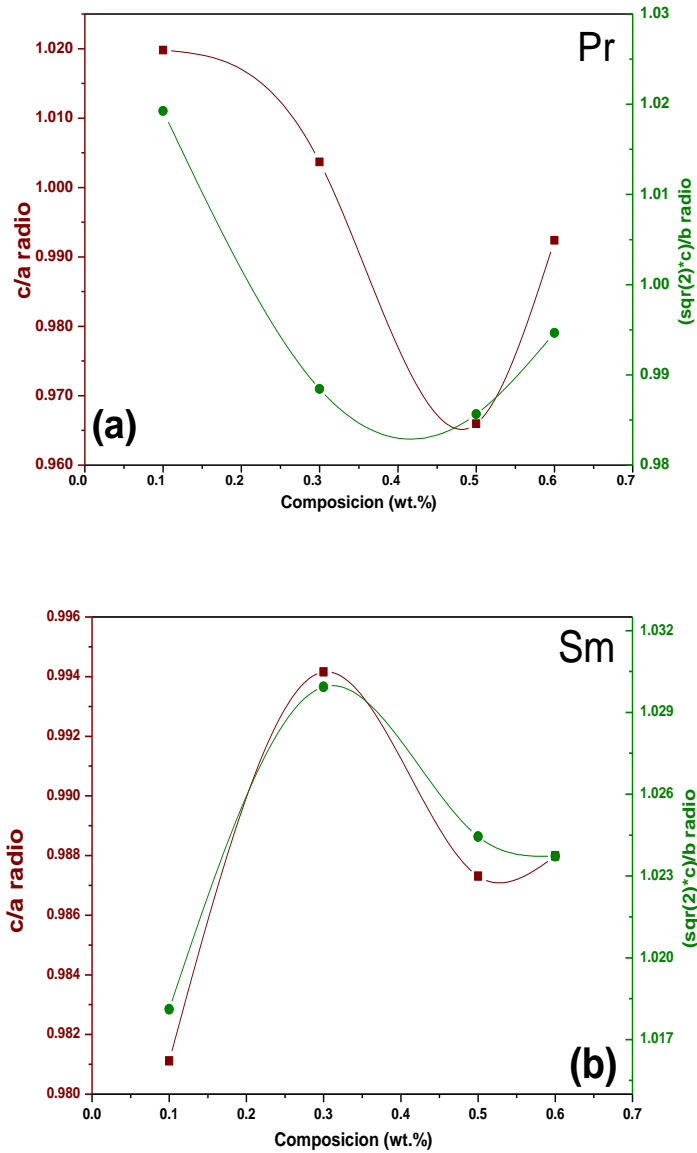 Pr
1.020
1.010
1.000
0.990
0.980
0.970
0.960
c/a radio
1.03
1.02
1.01
1.00
0.99
0.98
(sqr(2)*c)/b radio
(a)
0.0 0.1 0.2 0.3 0.4 0.5 0.6 0.7
Composicion (wt.%)
Sm
0.996
0.994
0.992
0.990
0.988
0.986
0.984
0.982
0.980
c/a radio
1.032
1.029
1.026
1.023
1.020
1.017
(sqr(2)*c)/b radio
(b)
0.0 0.1 0.2 0.3 0.4 0.5 0.6 0.7
Composicion (wt.%)